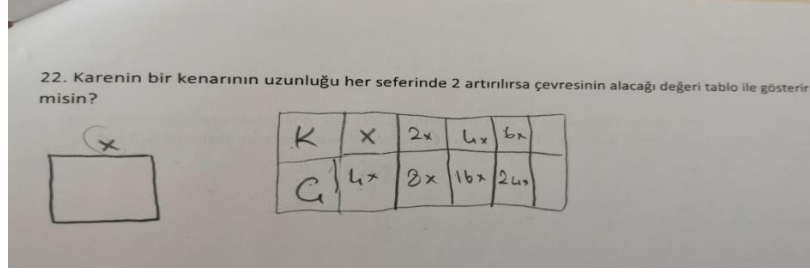 22. Karenin bir kenarının uzunluğu her seferinde 2 artırılırsa çevresinin alacağı değeri tablo ile gösterir
misin?
x
K x 2x 4x 6x
Ç 4x 8x 16x 24x